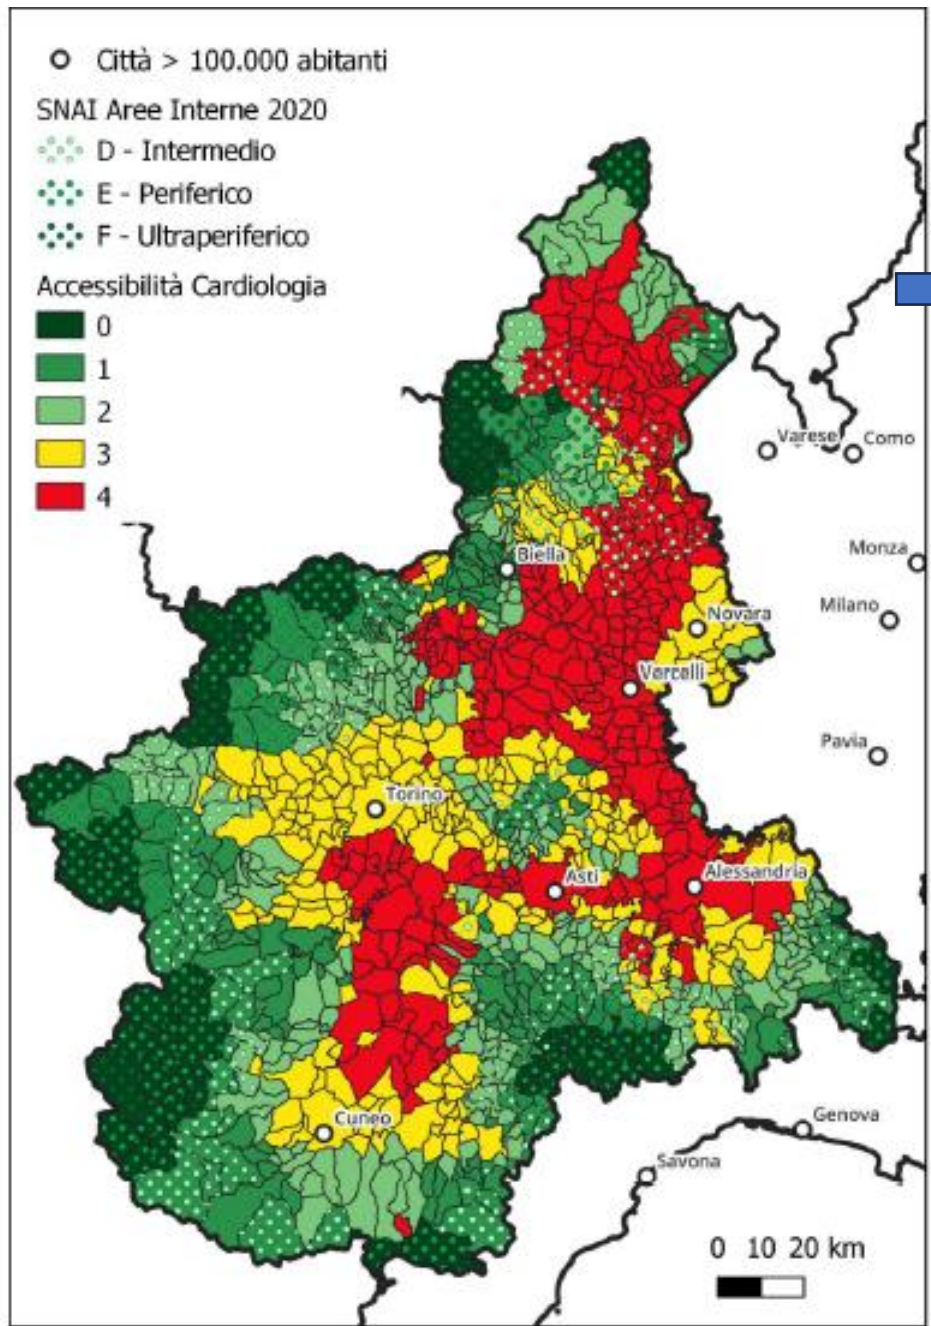 Città > 100.000 abitanti
SNAI Aree Interne 2020
D - Intermedio
E - Periferico
F - Ultraperiferico
Accessibilità Cardiologia
0
1
2
3
4
Varese
Como
Biella
Monza
Milano
Novara
Vercelli
Pavia
Torino
Asti
Alessandria
Cuneo
Genova
Savona
0 10 20 km